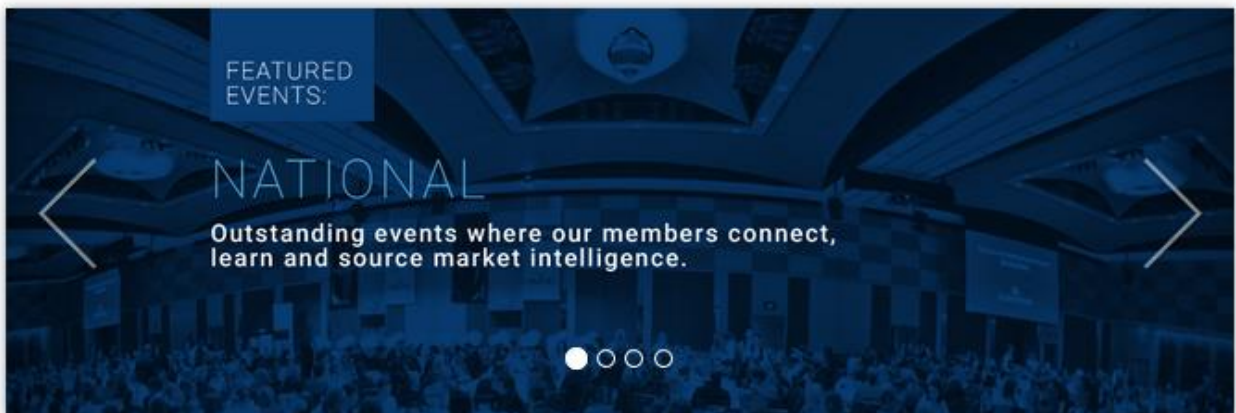 FEATURED
EVENTS:
NATIONAL
Outstanding events where our members connect,
learn and source market intelligence.